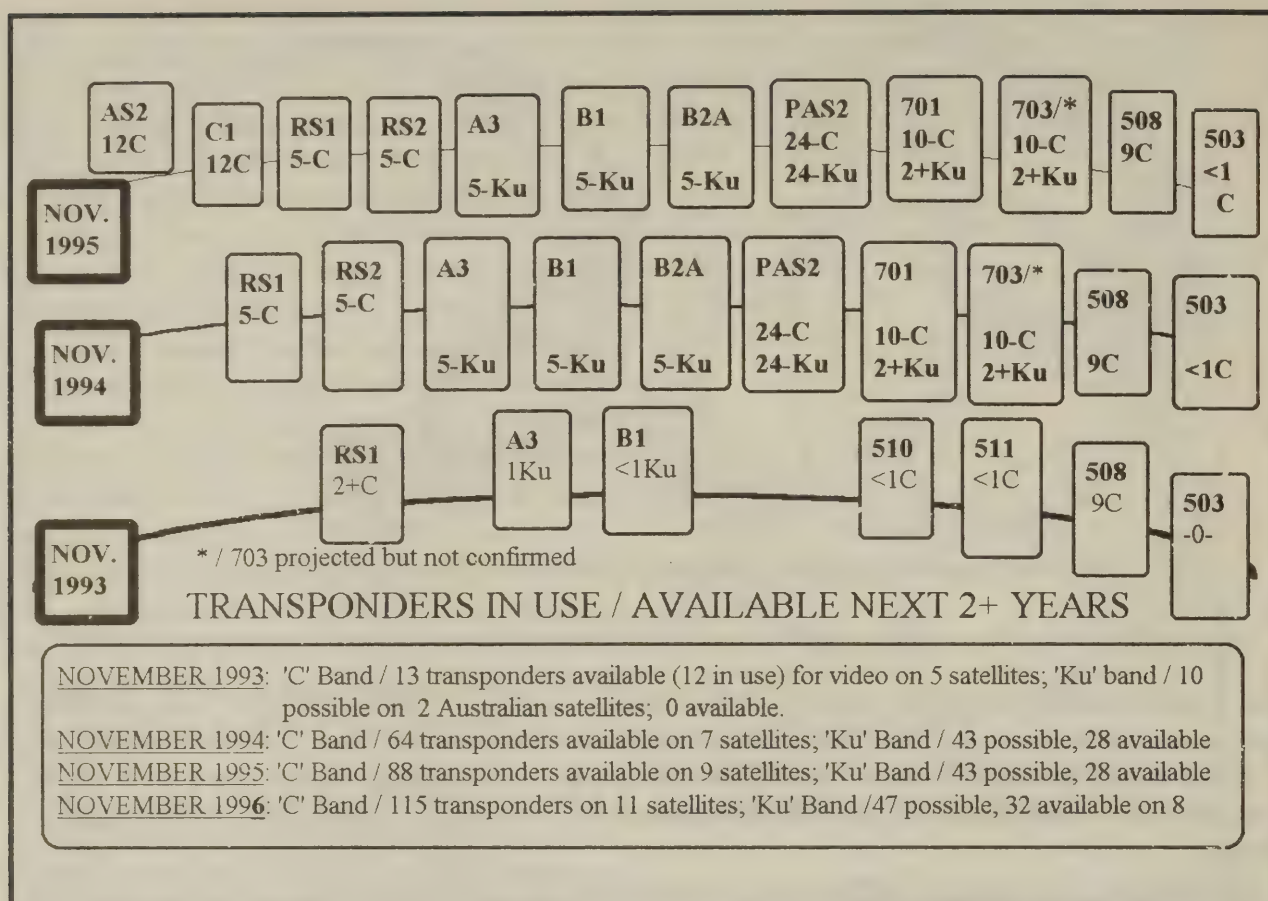 AS2
12C
C1
12C
RS1
5-C
RS2
5-C
A3
5-Ku
B1
5-Ku
B2A
5-Ku
PAS2
24-C
24-Ku
701
10-C
2+Ku
703/*
10-C
2+Ku
508
9C
503
<1
C
NOV.
1995
RS1
5-C
RS2
5-C
A3
5-Ku
B1
5-Ku
B2A
5-Ku
PAS2
24-C
24-Ku
701
10-C
2+Ku
703/*
10-C
2+Ku
508
9C
503
<1C
NOV.
1994
RS1
2+C
A3
1Ku
B1
<1Ku
510
<1C
511
<1C
508
9C
503
-0-
NOV.
1993
* / 703 projected but not confirmed
TRANSPONDERS IN USE / AVAILABLE NEXT 2+ YEARS
NOVEMBER 1993: 'C' Band / 13 transponders available (12 in use) for video on 5 satellites; 'Ku' band / 10
possible on 2 Australian satellites; 0 available.
NOVEMBER 1994: 'C' Band / 64 transponders available on 7 satellites; 'Ku' Band / 43 possible, 28 available
NOVEMBER 1995: 'C' Band / 88 transponders available on 9 satellites; 'Ku' Band / 43 possible, 28 available
NOVEMBER 1996: 'C' Band / 115 transponders on 11 satellites; 'Ku' Band /47 possible, 32 available on 8